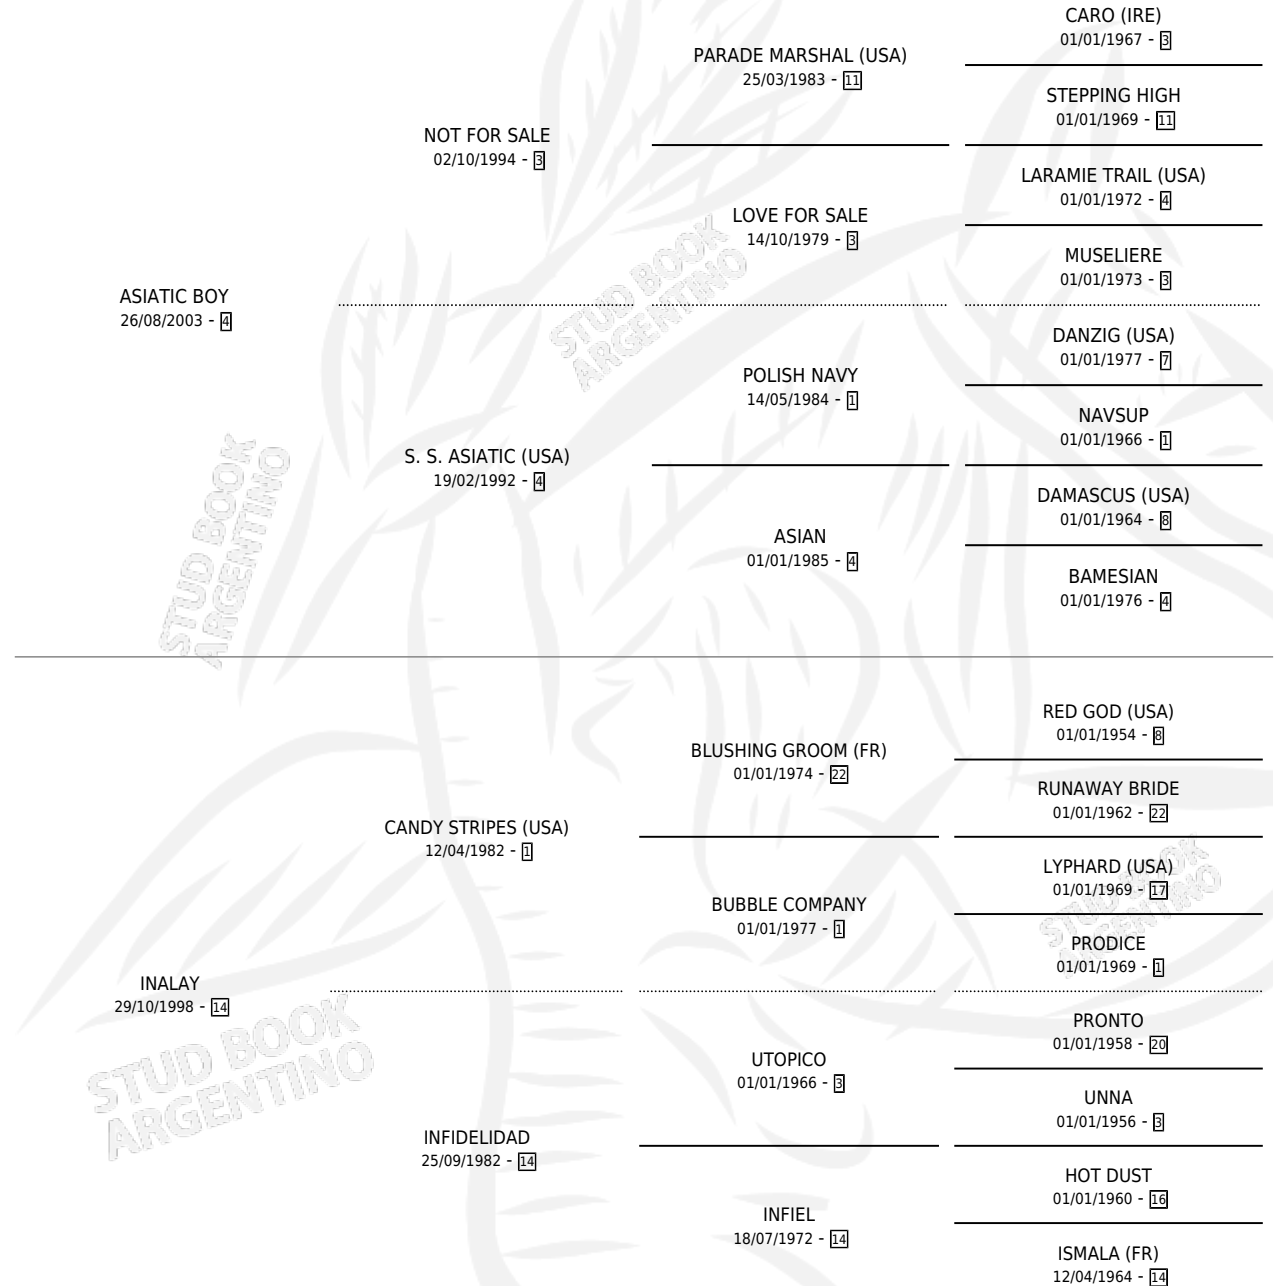 CARO (IRE)
01/01/1967 - 3
PARADE MARSHAL (USA)
25/03/1983 - 11
STEPPING HIGH
01/01/1969 - 11
NOT FOR SALE
02/10/1994 - 3
LARAMIE TRAIL (USA)
01/01/1972 - 4
LOVE FOR SALE
14/10/1979 - 3
MUSELIERE
01/01/1973 - 3
ASIATIC BOY
26/08/2003 - 4
DANZIG (USA)
01/01/1977 - 7
POLISH NAVY
14/05/1984 - 1
NAVSUP
01/01/1966 - 1
S. S. ASIATIC (USA)
19/02/1992 - 4
DAMASCUS (USA)
01/01/1964 - 8
ASIAN
01/01/1985 - 4
BAMESIAN
01/01/1976 - 4
STUD BOOK
ARGENTINO
STUD BOOK
ARGENTINO
RED GOD (USA)
01/01/1954 - 8
BLUSHING GROOM (FR)
01/01/1974 - 22
RUNAWAY BRIDE
01/01/1962 - 22
CANDY STRIPES (USA)
12/04/1982 - 1
LYPHARD (USA)
01/01/1969 - 17
BUBBLE COMPANY
01/01/1977 - 1
PRODICE
01/01/1969 - 1
INALAY
29/10/1998 - 14
PRONTO
01/01/1958 - 20
UTOPICO
01/01/1966 - 3
UNNA
01/01/1956 - 3
INFIDELIDAD
25/09/1982 - 14
HOT DUST
01/01/1960 - 16
INFIEL
18/07/1972 - 14
ISMALA (FR)
12/04/1964 - 14
STUD BOOK
ARGENTINO
STUD BOOK
ARGENTINO